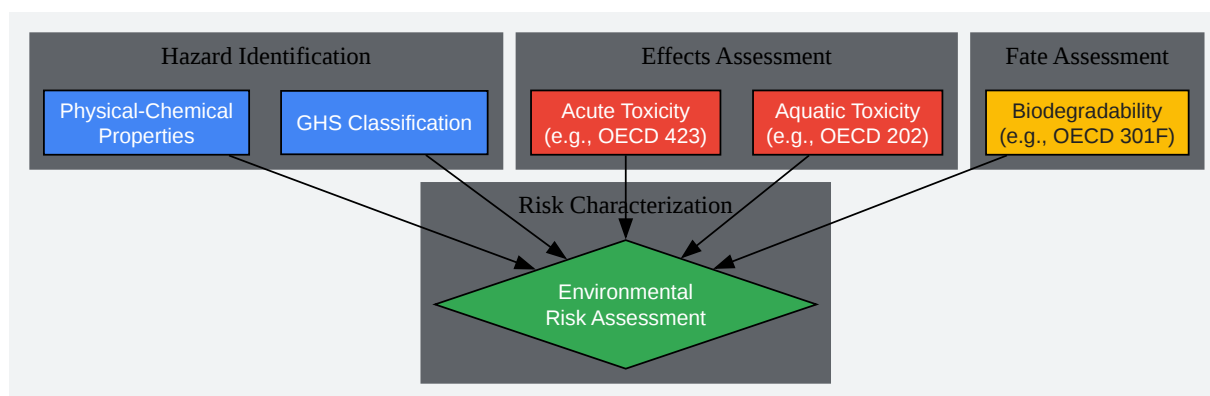 Hazard Identification
Physical-Chemical
Properties
GHS Classification
Effects Assessment
Acute Toxicity
(e.g., OECD 423)
Aquatic Toxicity
(e.g., OECD 202)
Fate Assessment
Biodegradability
(e.g., OECD 301F)
Risk Characterization
Environmental
Risk Assessment